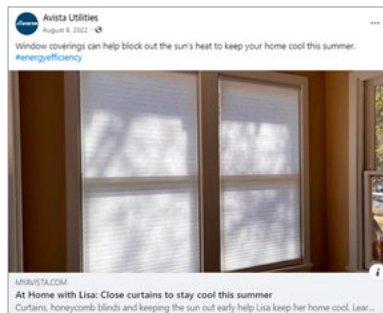 Avista Utilities
August 9, 2022
Window coverings can help block out the sun's heat to keep your home cool this summer.
#energyefficiency
MYAVISTA.COM
At Home with Lisa: Close curtains to stay cool this summer
Curtains, honeycomb blinds and keeping the sun out early help Lisa keep her home cool. Lear...